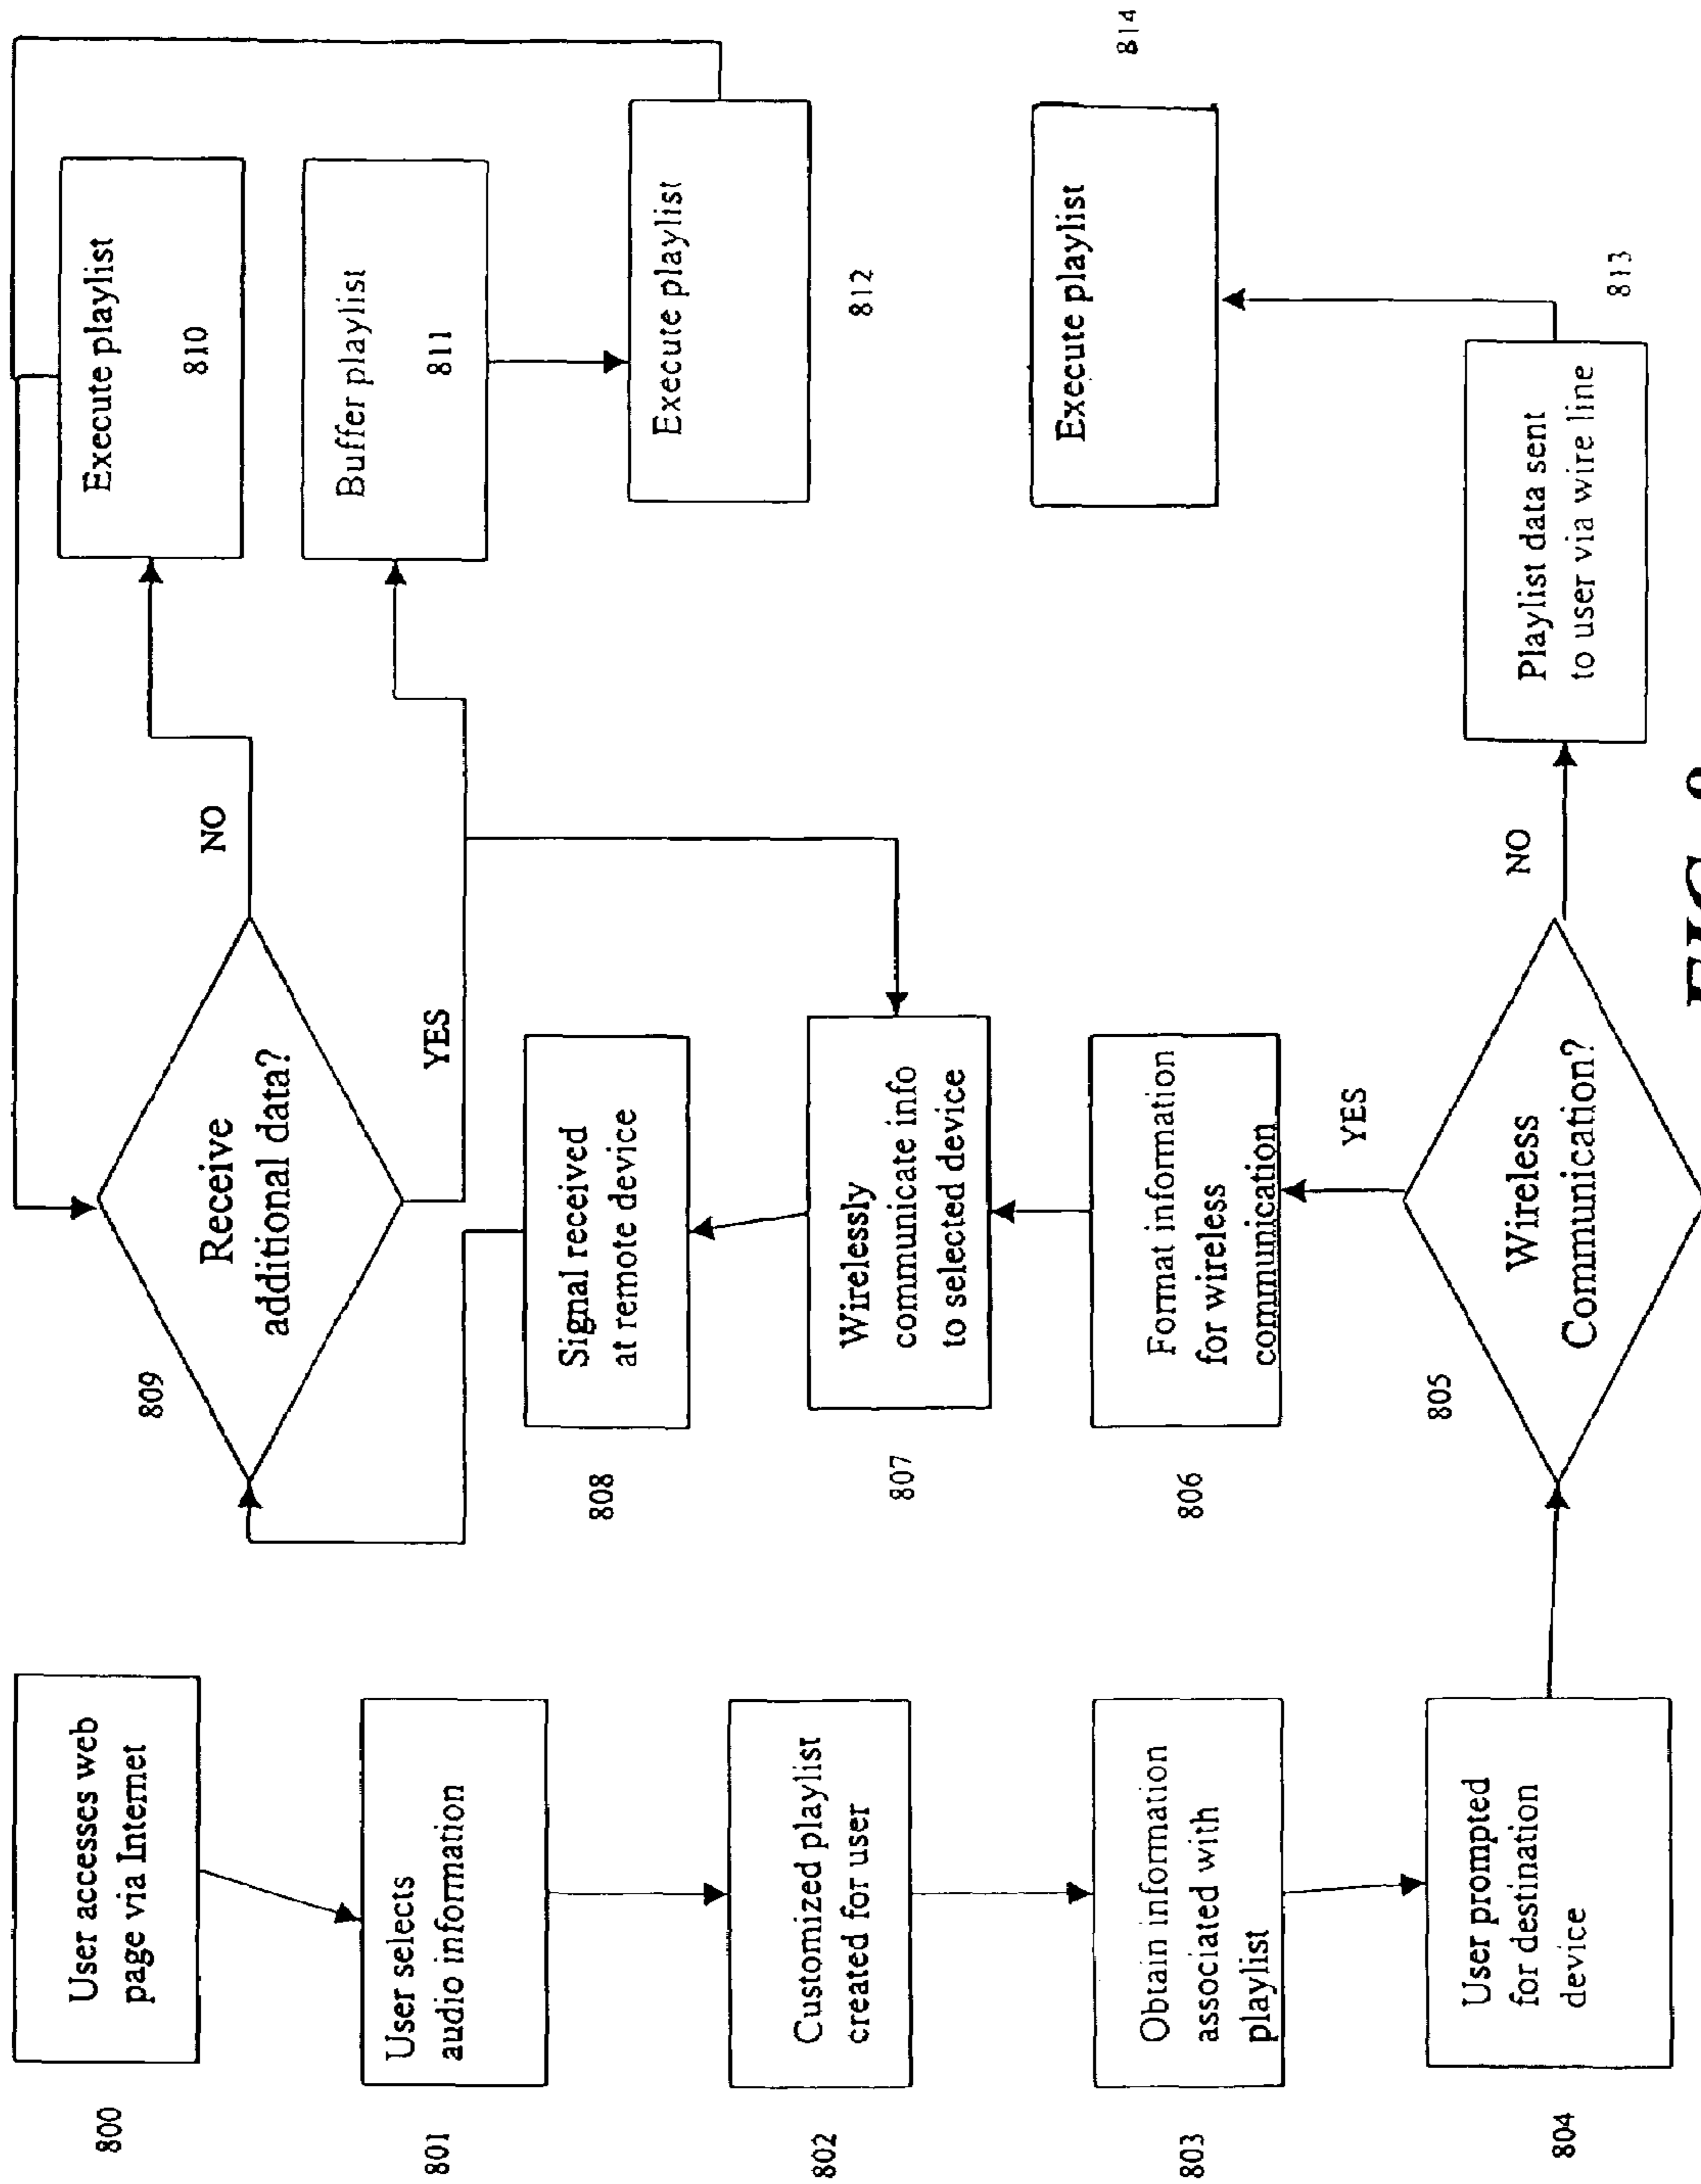 800
User accesses web
page via Internet
801
User selects
audio information
802
Customized playlist
created for user
803
Obtain information
associated with
playlist
804
User prompted
for destination
device
805
Wireless
Communication?
YES
NO
806
Format information
for wireless
communication
807
Wirelessly
communicate info
to selected device
808
Signal received
at remote device
809
Receive
additional data?
NO
YES
Execute playlist
810
Buffer playlist
811
Execute playlist
812
Playlist data sent
to user via wire line
813
Execute playlist
814
FIG.